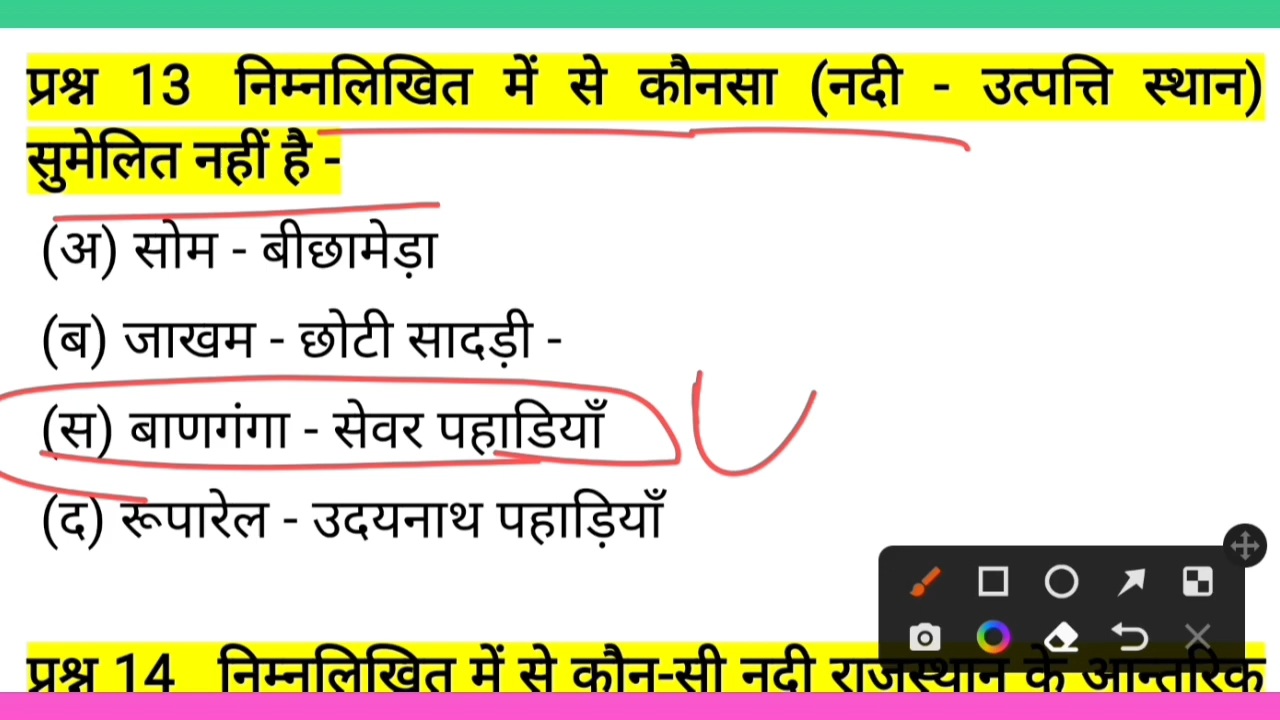 प्रश्न 13 निम्नलिखित में से कौनसा (नदी - उत्पत्ति स्थान)
सुमेलित नहीं है -
(अ) सोम - बीछामेड़ा
(ब) जाखम - छोटी सादड़ी -
(स) बाणगंगा - सेवर पहाडियाँ
(द) रूपारेल - उदयनाथ पहाड़ियाँ
प्रश्न 14 निम्नलिखित में से कौन-सी नदी राजस्थान के आन्तरिक